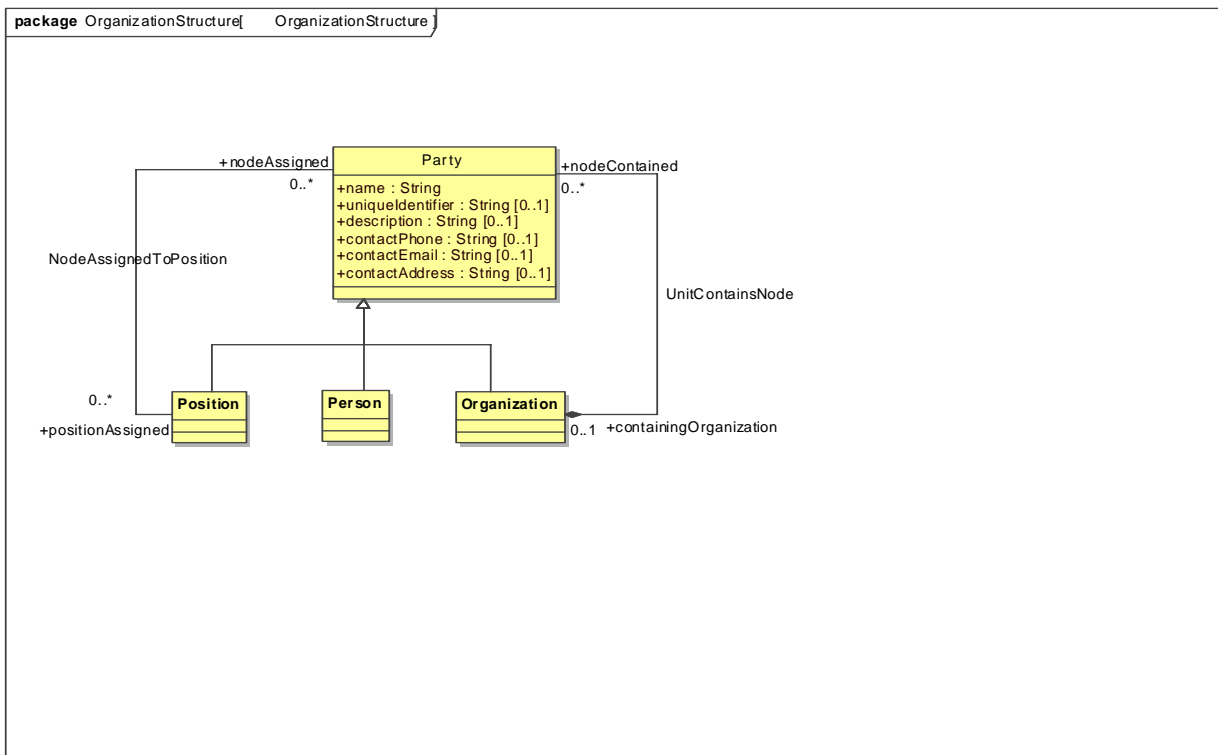 package OrganizationStructure[ OrganizationStructure ]
+nodeAssigned
Party
+nodeContained
0..*
0..*
+name : String
+uniqueIdentifier : String [0..1]
+description : String [0..1]
+contactPhone : String [0..1]
+contactEmail : String [0..1]
+contactAddress : String [0..1]
NodeAssignedToPosition
UnitContainsNode
0..*
Position
Person
Organization
+positionAssigned
0..1
+containingOrganization